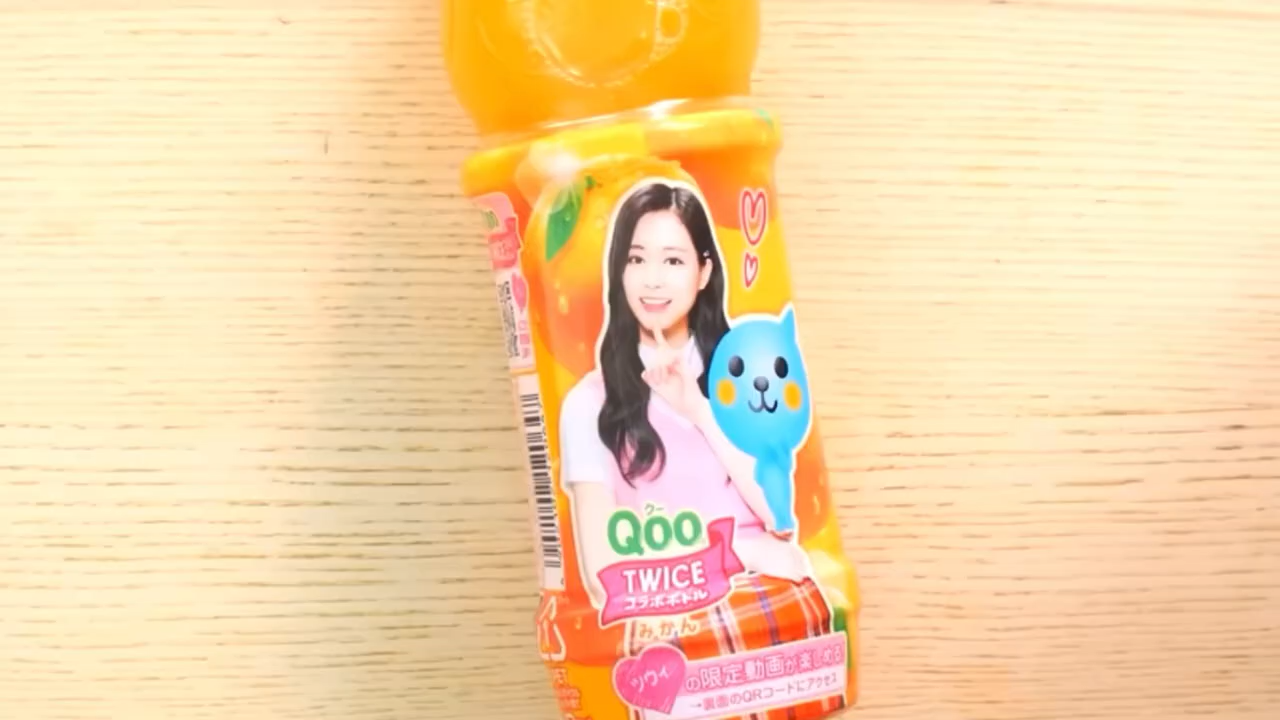 クー
Qoo
TWICE
コラボボトル
みかん
ツウィ
の限定動画が楽しめる
→裏面のQRコードにアクセス